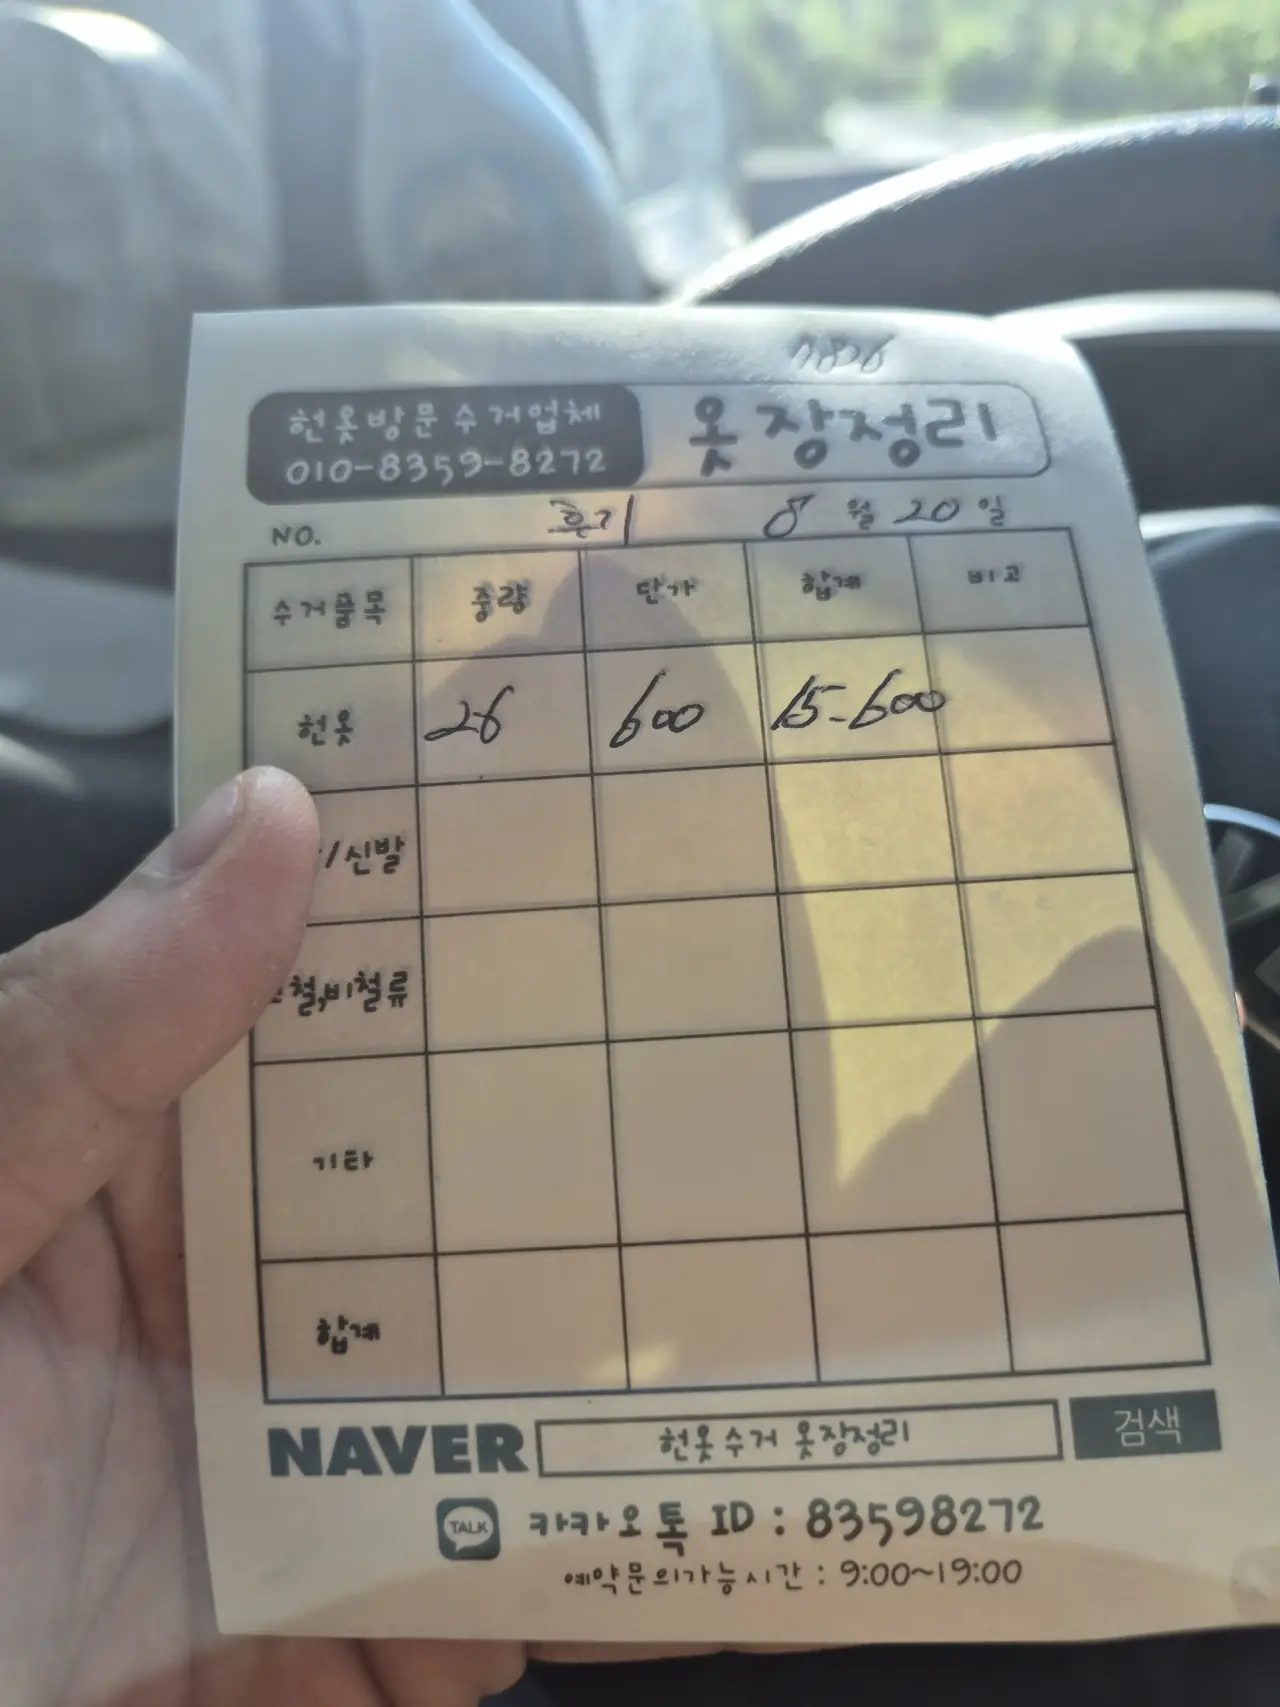 헌옷방문수거업체 옷장정리
010-8359-8272
NO. 8월 20일
수거품목 중량 단가 합계 비고
헌옷 26 600 15-600
/신발
철,비철류
기타
합계
NAVER 헌옷수거 옷장정리 검색
TALK 카카오톡 ID : 83598272
예약문의가능시간 : 9:00~19:00